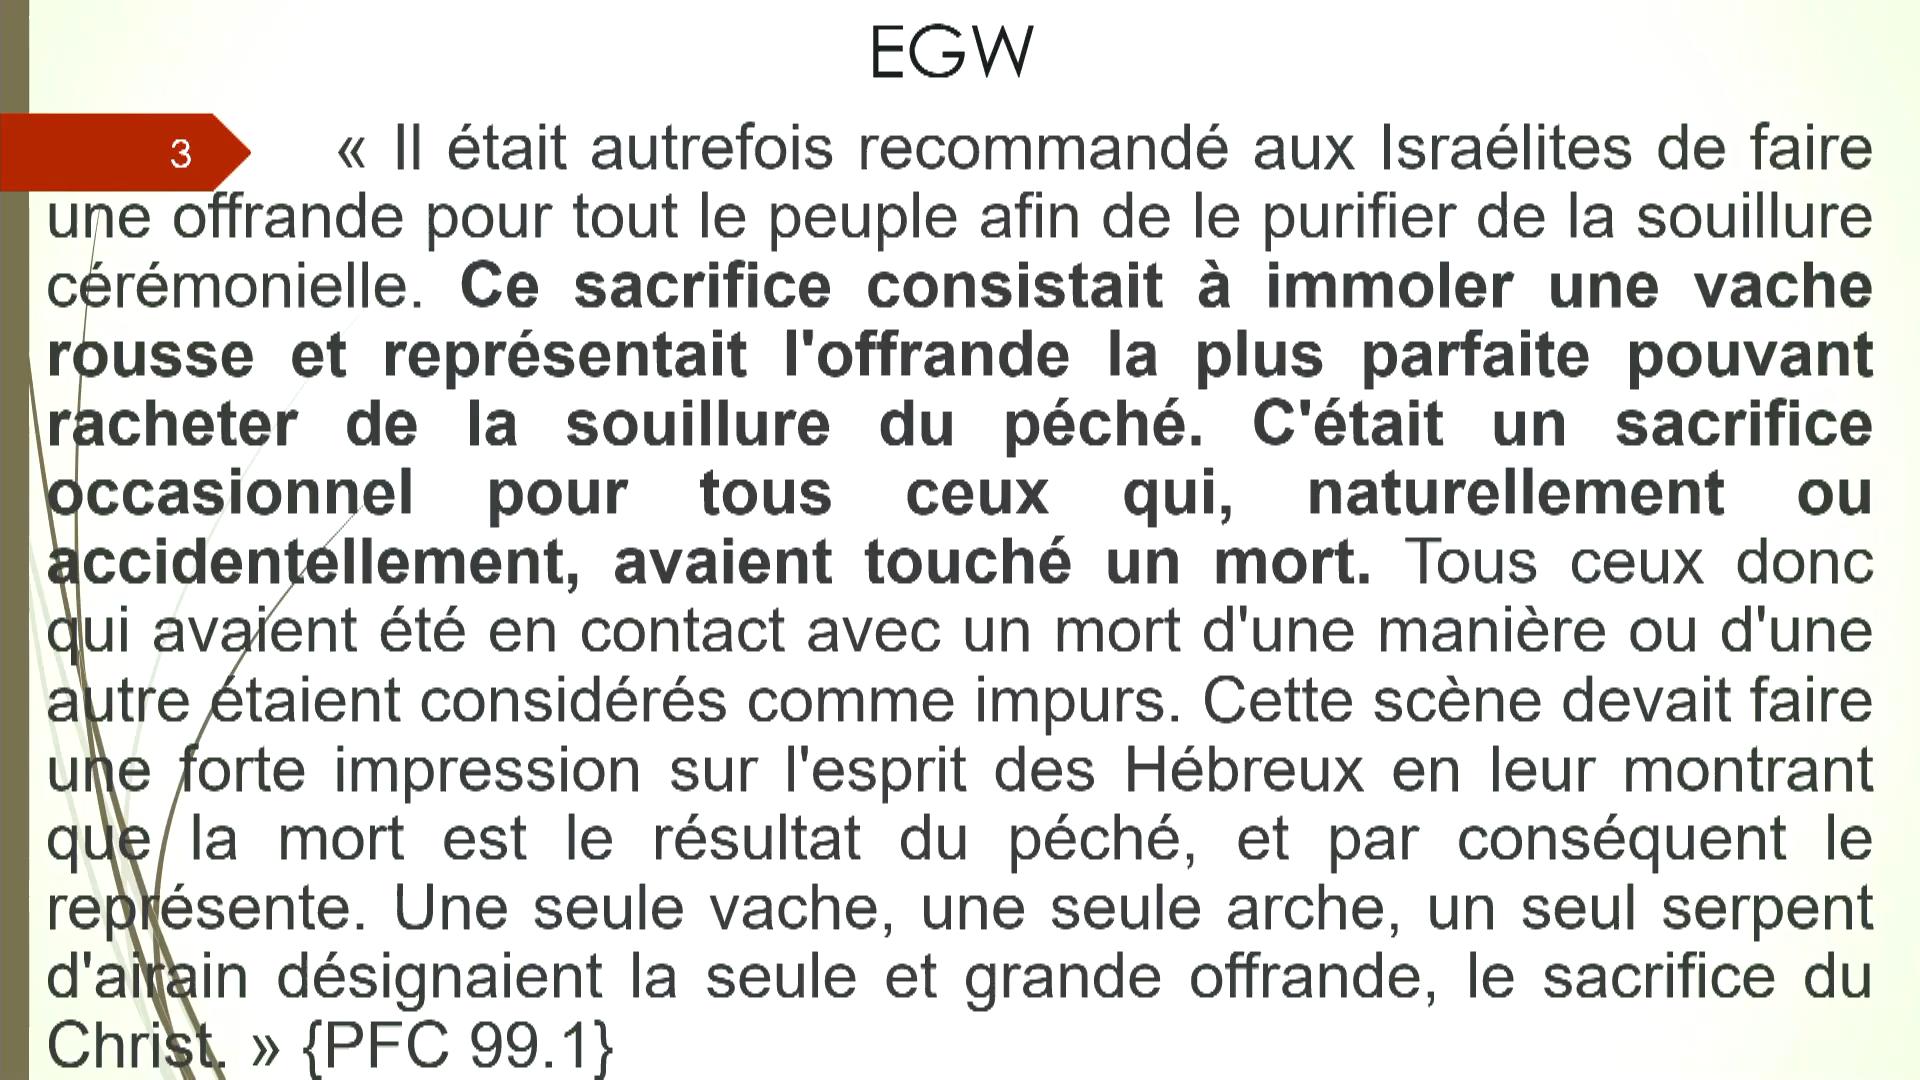 EGW
3
« Il était autrefois recommandé aux Israélites de faire
une offrande pour tout le peuple afin de le purifier de la souillure
cérémonielle. Ce sacrifice consistait à immoler une vache
rousse et représentait l'offrande la plus parfaite pouvant
racheter de la souillure du péché. C'était un sacrifice
occasionnel pour tous ceux qui, naturellement ou
accidentellement, avaient touché un mort. Tous ceux donc
qui avaient été en contact avec un mort d'une manière ou d'une
autre étaient considérés comme impurs. Cette scène devait faire
une forte impression sur l'esprit des Hébreux en leur montrant
que la mort est le résultat du péché, et par conséquent le
représente. Une seule vache, une seule arche, un seul serpent
d'airain désignaient la seule et grande offrande, le sacrifice du
Christ. » {PFC 99.1}